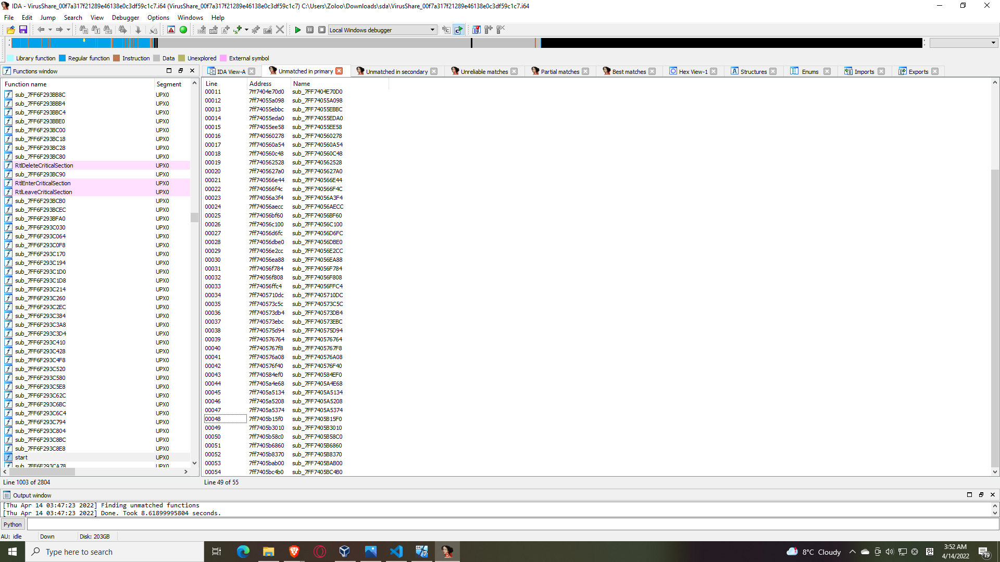 IDA - VirusShare_00f7a317f21289e46138e0c3df59c1c7.i64 (VirusShare_00f7a317f21289e46138e0c3df59c1c7) C:\Users\Zoloo\Downloads\sda\VirusShare_00f7a317f21289e46138e0c3df59c1c7.i64
File Edit Jump Search View Debugger Options Windows Help
Local Windows debugger
Library function Regular function Instruction Data Unexplored External symbol
Functions window
IDA View-A Unmatched in primary Unmatched in secondary Unreliable matches Partial matches Best matches Hex View-1 Structures Enums Imports Exports
Function name Segment
sub_7FF6F293BB8C UPX0
sub_7FF6F293BBB4 UPX0
sub_7FF6F293BBC4 UPX0
sub_7FF6F293BBE0 UPX0
sub_7FF6F293BC00 UPX0
sub_7FF6F293BC18 UPX0
sub_7FF6F293BC28 UPX0
sub_7FF6F293BC80 UPX0
RtlDeleteCriticalSection UPX0
sub_7FF6F293BC90 UPX0
RtlEnterCriticalSection UPX0
RtlLeaveCriticalSection UPX0
sub_7FF6F293BCB0 UPX0
sub_7FF6F293BCEC UPX0
sub_7FF6F293BFA0 UPX0
sub_7FF6F293C030 UPX0
sub_7FF6F293C064 UPX0
sub_7FF6F293C0F8 UPX0
sub_7FF6F293C170 UPX0
sub_7FF6F293C194 UPX0
sub_7FF6F293C1D0 UPX0
sub_7FF6F293C1D8 UPX0
sub_7FF6F293C214 UPX0
sub_7FF6F293C260 UPX0
sub_7FF6F293C2EC UPX0
sub_7FF6F293C384 UPX0
sub_7FF6F293C3A8 UPX0
sub_7FF6F293C3D4 UPX0
sub_7FF6F293C410 UPX0
sub_7FF6F293C428 UPX0
sub_7FF6F293C4F8 UPX0
sub_7FF6F293C520 UPX0
sub_7FF6F293C580 UPX0
sub_7FF6F293C5E8 UPX0
sub_7FF6F293C62C UPX0
sub_7FF6F293C6BC UPX0
sub_7FF6F293C6C4 UPX0
sub_7FF6F293C794 UPX0
sub_7FF6F293C804 UPX0
sub_7FF6F293C8BC UPX0
sub_7FF6F293C8E8 UPX0
start UPX0
sub_7FF6F293CA78 UPX0
Line 1003 of 2804
Line Address Name
00011 7ff7404e70d0 sub_7FF7404E70D0
00012 7ff74055a098 sub_7FF74055A098
00013 7ff74055ebbc sub_7FF74055EBBC
00014 7ff74055eda0 sub_7FF74055EDA0
00015 7ff74055ee58 sub_7FF74055EE58
00016 7ff740560278 sub_7FF740560278
00017 7ff740560a54 sub_7FF740560A54
00018 7ff740560c48 sub_7FF740560C48
00019 7ff740562528 sub_7FF740562528
00020 7ff7405627a0 sub_7FF7405627A0
00021 7ff740566e44 sub_7FF740566E44
00022 7ff740566f4c sub_7FF740566F4C
00023 7ff74056a3f4 sub_7FF74056A3F4
00024 7ff74056aecc sub_7FF74056AECC
00025 7ff74056bf60 sub_7FF74056BF60
00026 7ff74056c100 sub_7FF74056C100
00027 7ff74056d6fc sub_7FF74056D6FC
00028 7ff74056dbe0 sub_7FF74056DBE0
00029 7ff74056e2cc sub_7FF74056E2CC
00030 7ff74056ea88 sub_7FF74056EA88
00031 7ff74056f784 sub_7FF74056F784
00032 7ff74056f808 sub_7FF74056F808
00033 7ff74056ffc4 sub_7FF74056FFC4
00034 7ff7405710dc sub_7FF7405710DC
00035 7ff740573c5c sub_7FF740573C5C
00036 7ff740573db4 sub_7FF740573DB4
00037 7ff740573ebc sub_7FF740573EBC
00038 7ff740575d94 sub_7FF740575D94
00039 7ff740576764 sub_7FF740576764
00040 7ff7405767f8 sub_7FF7405767F8
00041 7ff740576a08 sub_7FF740576A08
00042 7ff740576f40 sub_7FF740576F40
00043 7ff740584ef0 sub_7FF740584EF0
00044 7ff7405a4e68 sub_7FF7405A4E68
00045 7ff7405a5134 sub_7FF7405A5134
00046 7ff7405a5208 sub_7FF7405A5208
00047 7ff7405a5374 sub_7FF7405A5374
00048 7ff7405b15f0 sub_7FF7405B15F0
00049 7ff7405b3010 sub_7FF7405B3010
00050 7ff7405b58c0 sub_7FF7405B58C0
00051 7ff7405b6860 sub_7FF7405B6860
00052 7ff7405b8370 sub_7FF7405B8370
00053 7ff7405bab00 sub_7FF7405BAB00
00054 7ff7405bc4b0 sub_7FF7405BC4B0
Line 49 of 55
Output window
[Thu Apr 14 03:47:23 2022] Finding unmatched functions
[Thu Apr 14 03:47:23 2022] Done. Took 8.61899995804 seconds.
Python
AU: idle Down Disk: 203GB
Type here to search
8°C Cloudy
3:52 AM
4/14/2022
19